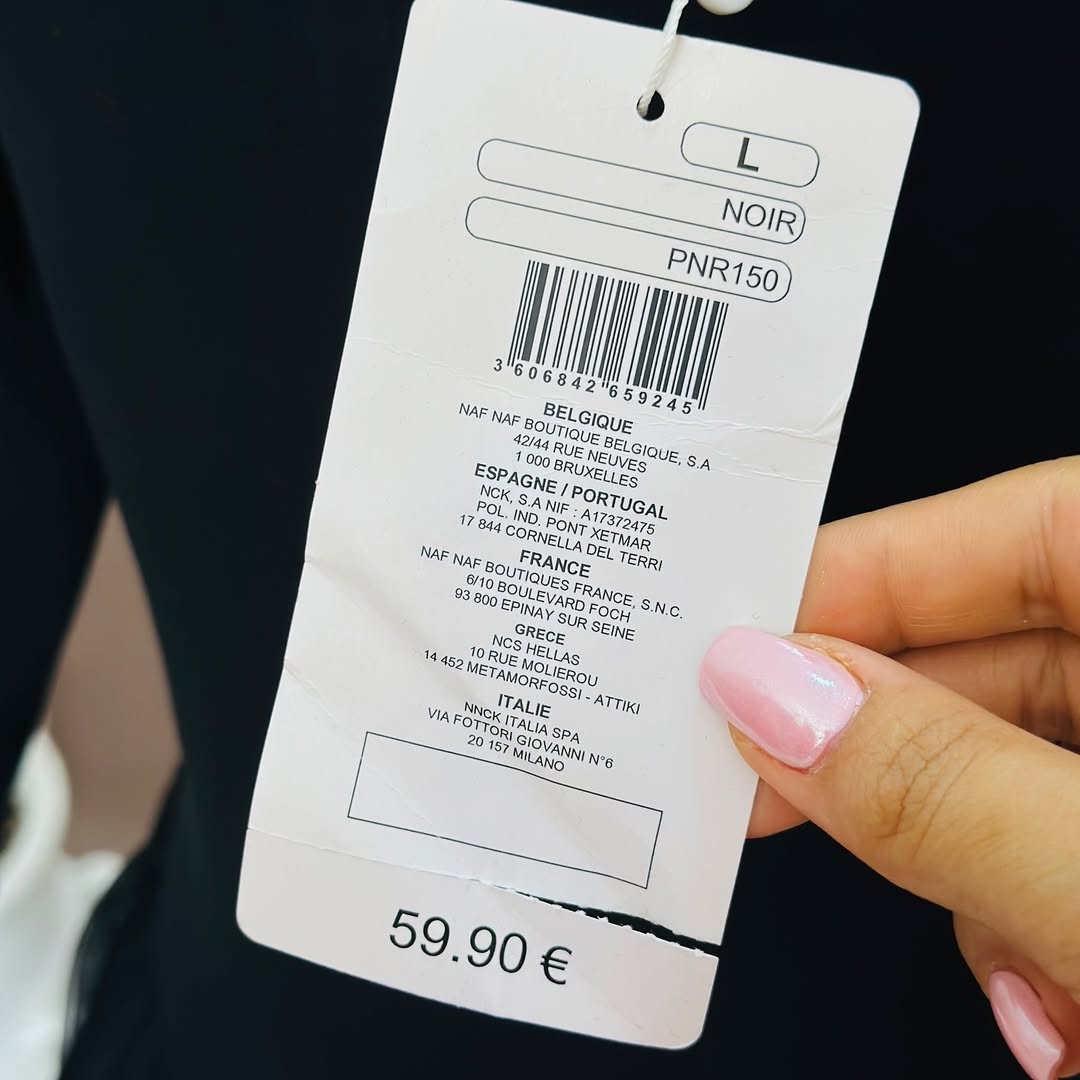 L
NOIR
PNR150
3 606842 659245
BELGIQUE
NAF NAF BOUTIQUE BELGIQUE, S.A
42/44 RUE NEUVES
1 000 BRUXELLES
ESPAGNE / PORTUGAL
NCK, S.A NIF : A17372475
POL. IND. PONT XETMAR
17 844 CORNELLA DEL TERRI
FRANCE
NAF NAF BOUTIQUES FRANCE, S.N.C.
6/10 BOULEVARD FOCH
93 800 EPINAY SUR SEINE
GRECE
NCS HELLAS
10 RUE MOLIEROU
14 452 METAMORFOSSI - ATTIKI
ITALIE
NNCK ITALIA SPA
VIA FOTTORI GIOVANNI N°6
20 157 MILANO
59.90 €